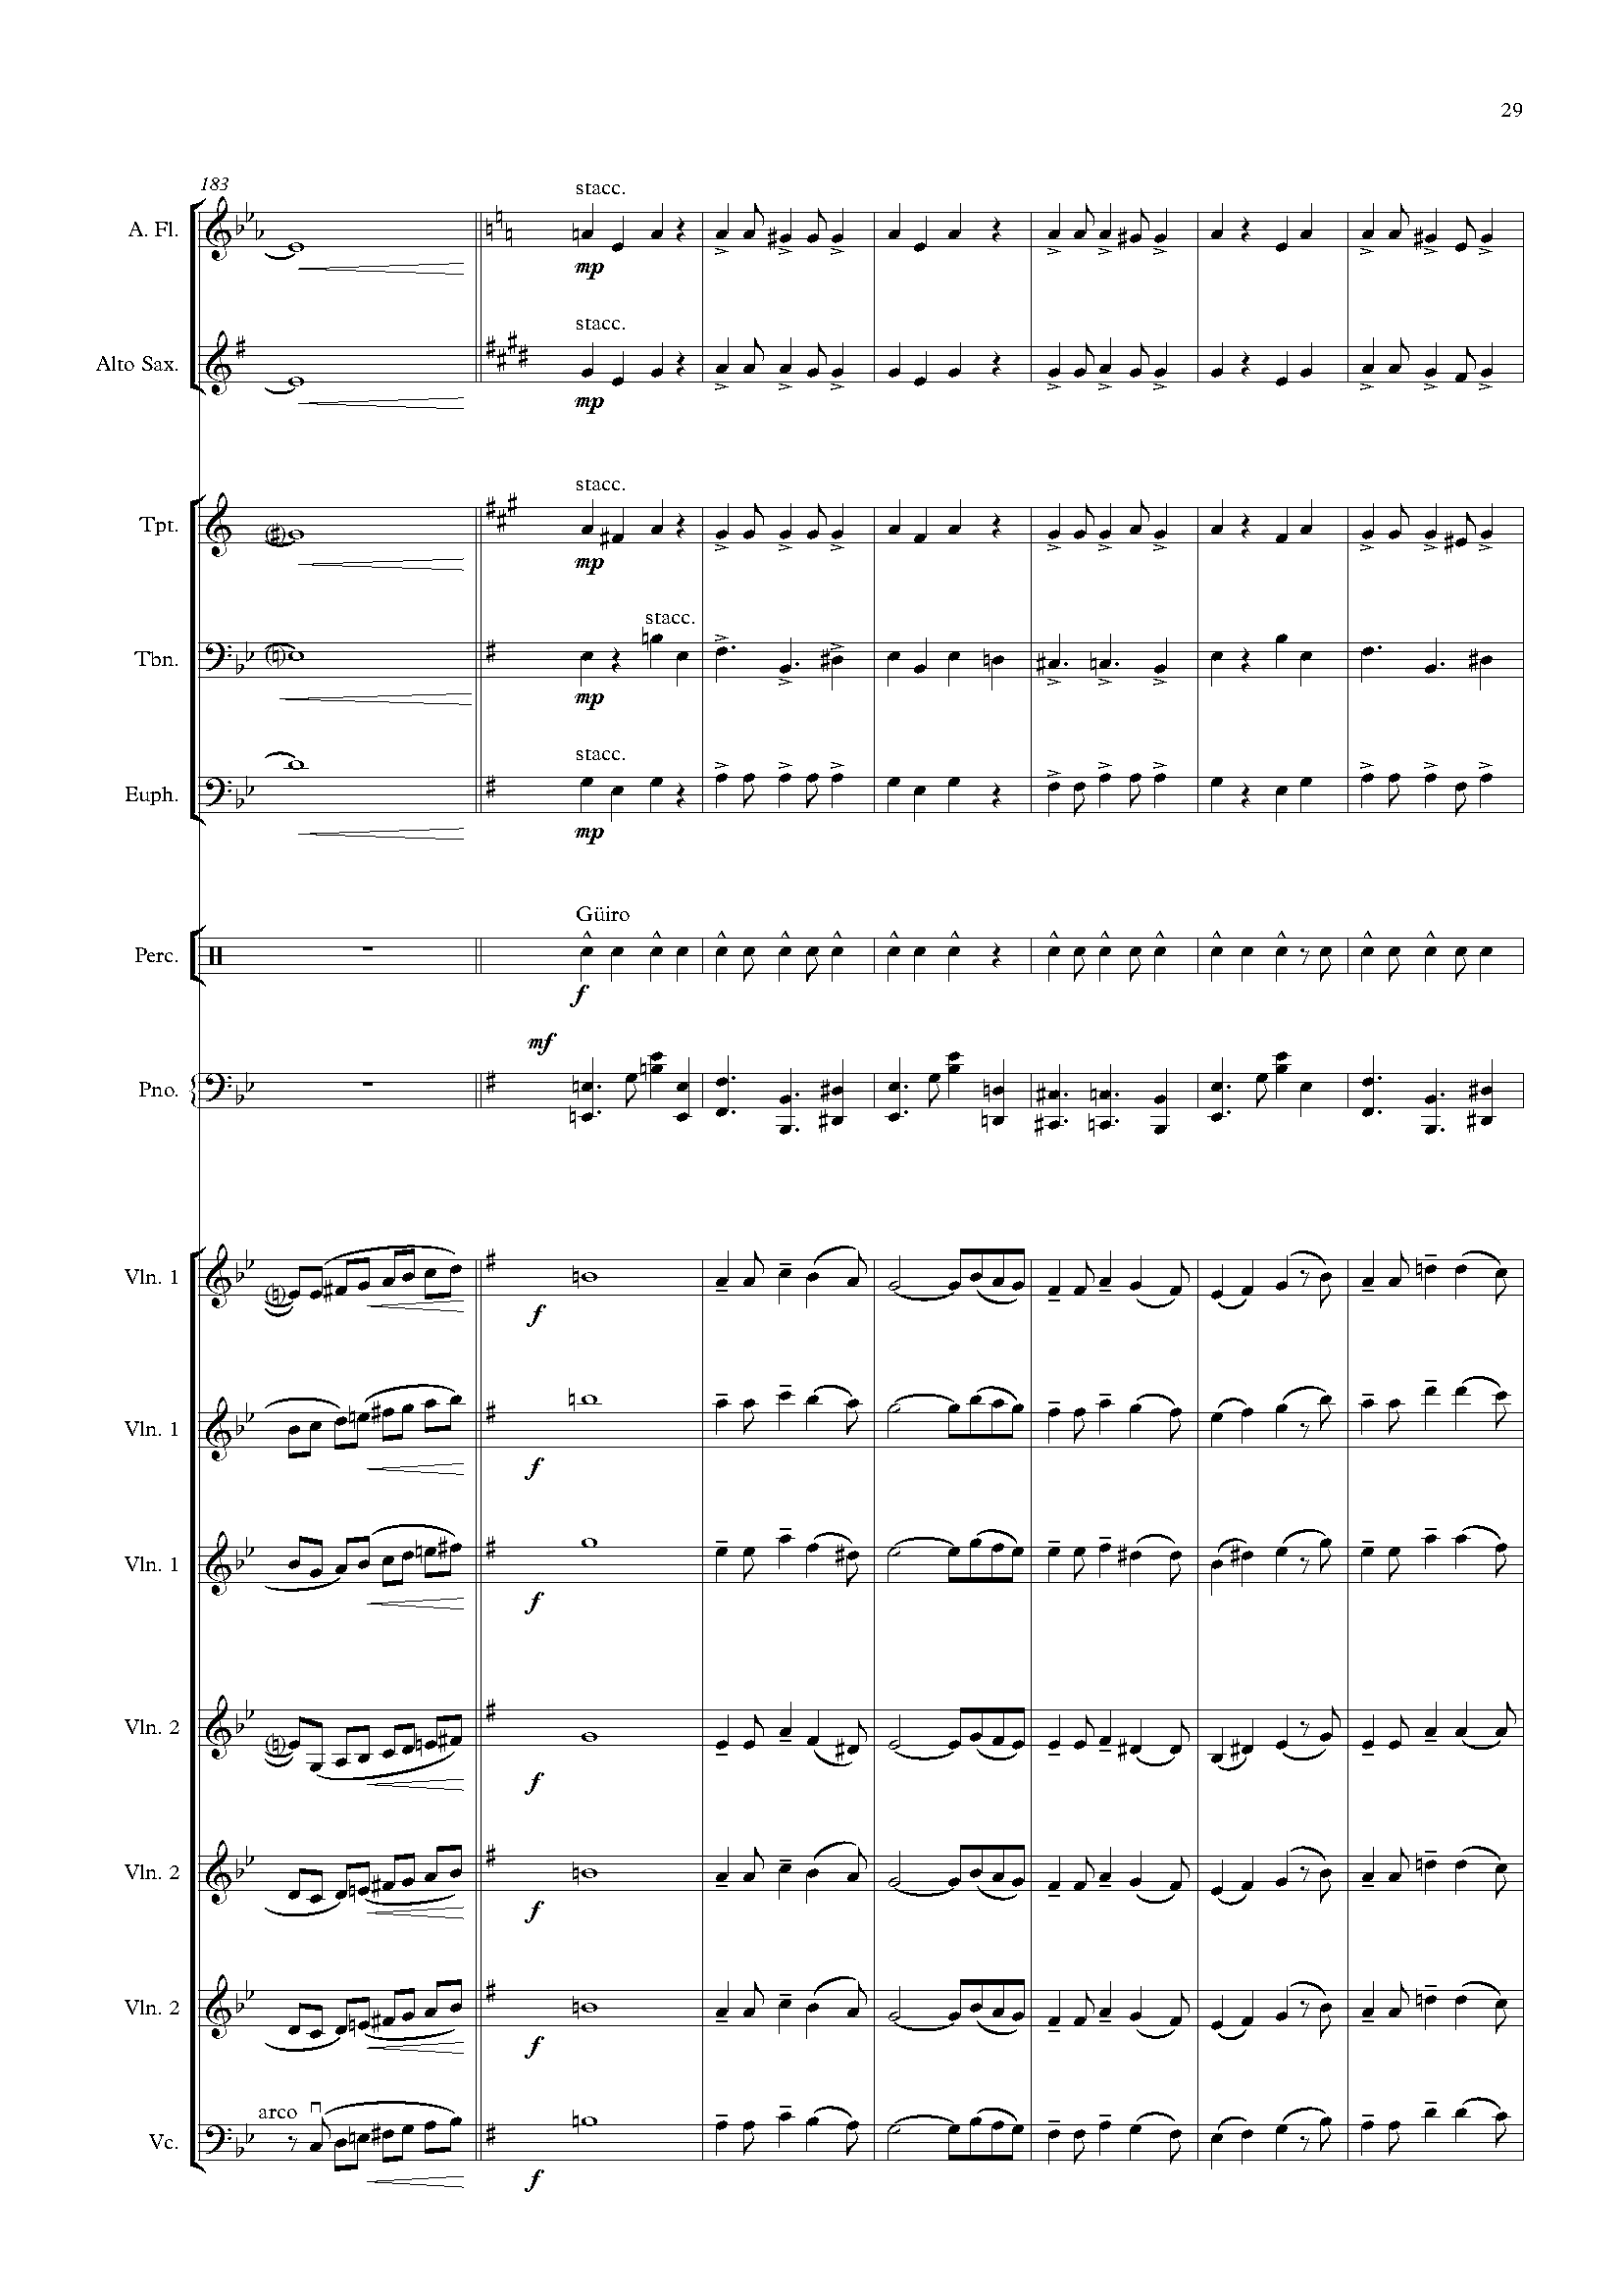 29
183
stacc.
A. Fl.
mp
stacc.
Alto Sax.
mp
stacc.
Tpt.
mp
stacc.
Tbn.
mp
stacc.
Euph.
mp
Güiro
Perc.
f
mf
Pno.
Vln. 1
f
Vln. 1
f
Vln. 1
f
Vln. 2
f
Vln. 2
f
Vln. 2
f
arco
Vc.
f